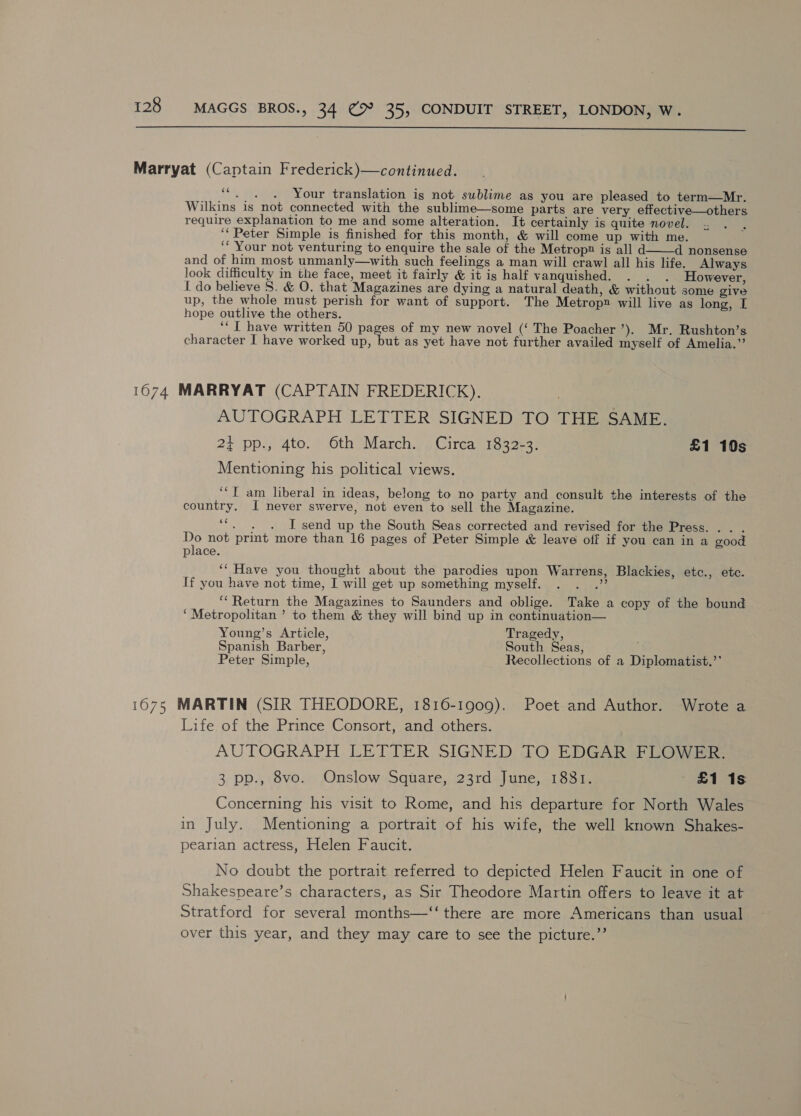 128 MAGGS BROS., 34 & 35, CONDUIT STREET, LONDON, W.
Marryat (Captain Frederick)—continued.
“. . . Your translation is not sublime as you are pleased to term—Mr.
Wilkins is not connected with the sublime—some parts are very effective—others
require explanation to me and some alteration. It certainly is quite novel. . . .
“Peter Simple is finished for this month, & will come up with me.
“Your not venturing to enquire the sale of the Metropn is all d——d nonsense
and of him most unmanly—with such feelings a man will crawl all his life. Always
look difficulty in the face, meet it fairly & it is half vanquished. . . . However,
I do believe S. & O. that Magazines are dying a natural death, & without some give
up, the whole must perish for want of support. The Metropn will live as long, I
hope outlive the others.
“I have written 50 pages of my new novel (‘The Poacher’). Mr. Rushton’s
character I have worked up, but as yet have not further availed myself of Amelia.”
1674 MARRYAT (CAPTAIN FREDERICK).
AUTOGRAPH LETTER SIGNED TO THE SAME.
2¼ pp., 4to. 6th March. Circa 1832-3. £1 10s
Mentioning his political views.
“I am liberal in ideas, belong to no party and consult the interests of the
country. I never swerve, not even to sell the Magazine.
“. . . I send up the South Seas corrected and revised for the Press. . . .
Do not print more than 16 pages of Peter Simple & leave off if you can in a good
place.
“Have you thought about the parodies upon Warrens, Blackies, etc., etc.
If you have not time, I will get up something myself. . . .”
“Return the Magazines to Saunders and oblige. Take a copy of the bound
‘Metropolitan’ to them & they will bind up in continuation—
Young’s Article, Tragedy,
Spanish Barber, South Seas,
Peter Simple, Recollections of a Diplomatist.”
1675 MARTIN (SIR THEODORE, 1816-1909). Poet and Author. Wrote a
Life of the Prince Consort, and others.
AUTOGRAPH LETTER SIGNED TO EDGAR FLOWER.
3 pp., 8vo. Onslow Square, 23rd June, 1881. £1 1s
Concerning his visit to Rome, and his departure for North Wales
in July. Mentioning a portrait of his wife, the well known Shakes-
pearian actress, Helen Faucit.
No doubt the portrait referred to depicted Helen Faucit in one of
Shakespeare’s characters, as Sir Theodore Martin offers to leave it at
Stratford for several months—“there are more Americans than usual
over this year, and they may care to see the picture.”